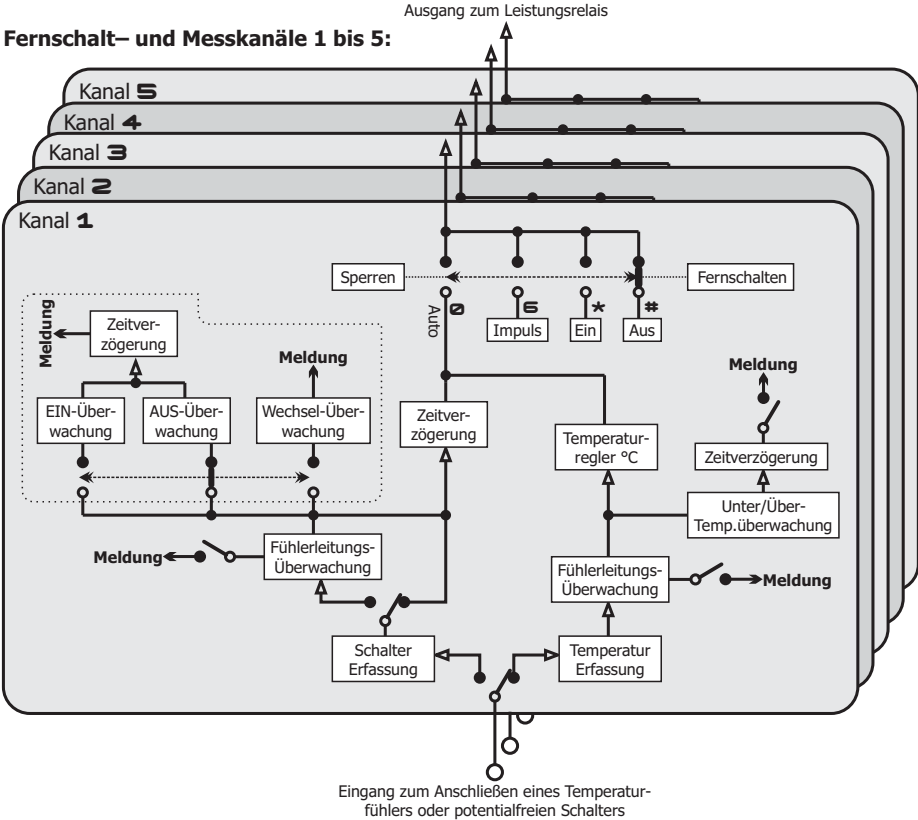 Ausgang zum Leistungsrelais
Fernschalt– und Messkanäle 1 bis 5:
Kanal 5
Kanal 4
Kanal 3
Kanal 2
Kanal 1
Sperren
Fernschalten
0
6
*
#
Auto
Impuls
Ein
Aus
Meldung
Zeitver-
zögerung
Meldung
EIN-Über-
wachung
AUS-Über-
wachung
Wechsel-Über-
wachung
Zeitver-
zögerung
Temperatur-
regler °C
Meldung
Zeitverzögerung
Unter/Über-
Temp.überwachung
Meldung
Fühlerleitungs-
Überwachung
Fühlerleitungs-
Überwachung
Meldung
Schalter
Erfassung
Temperatur
Erfassung
Eingang zum Anschließen eines Temperatur-
fühlers oder potentialfreien Schalters